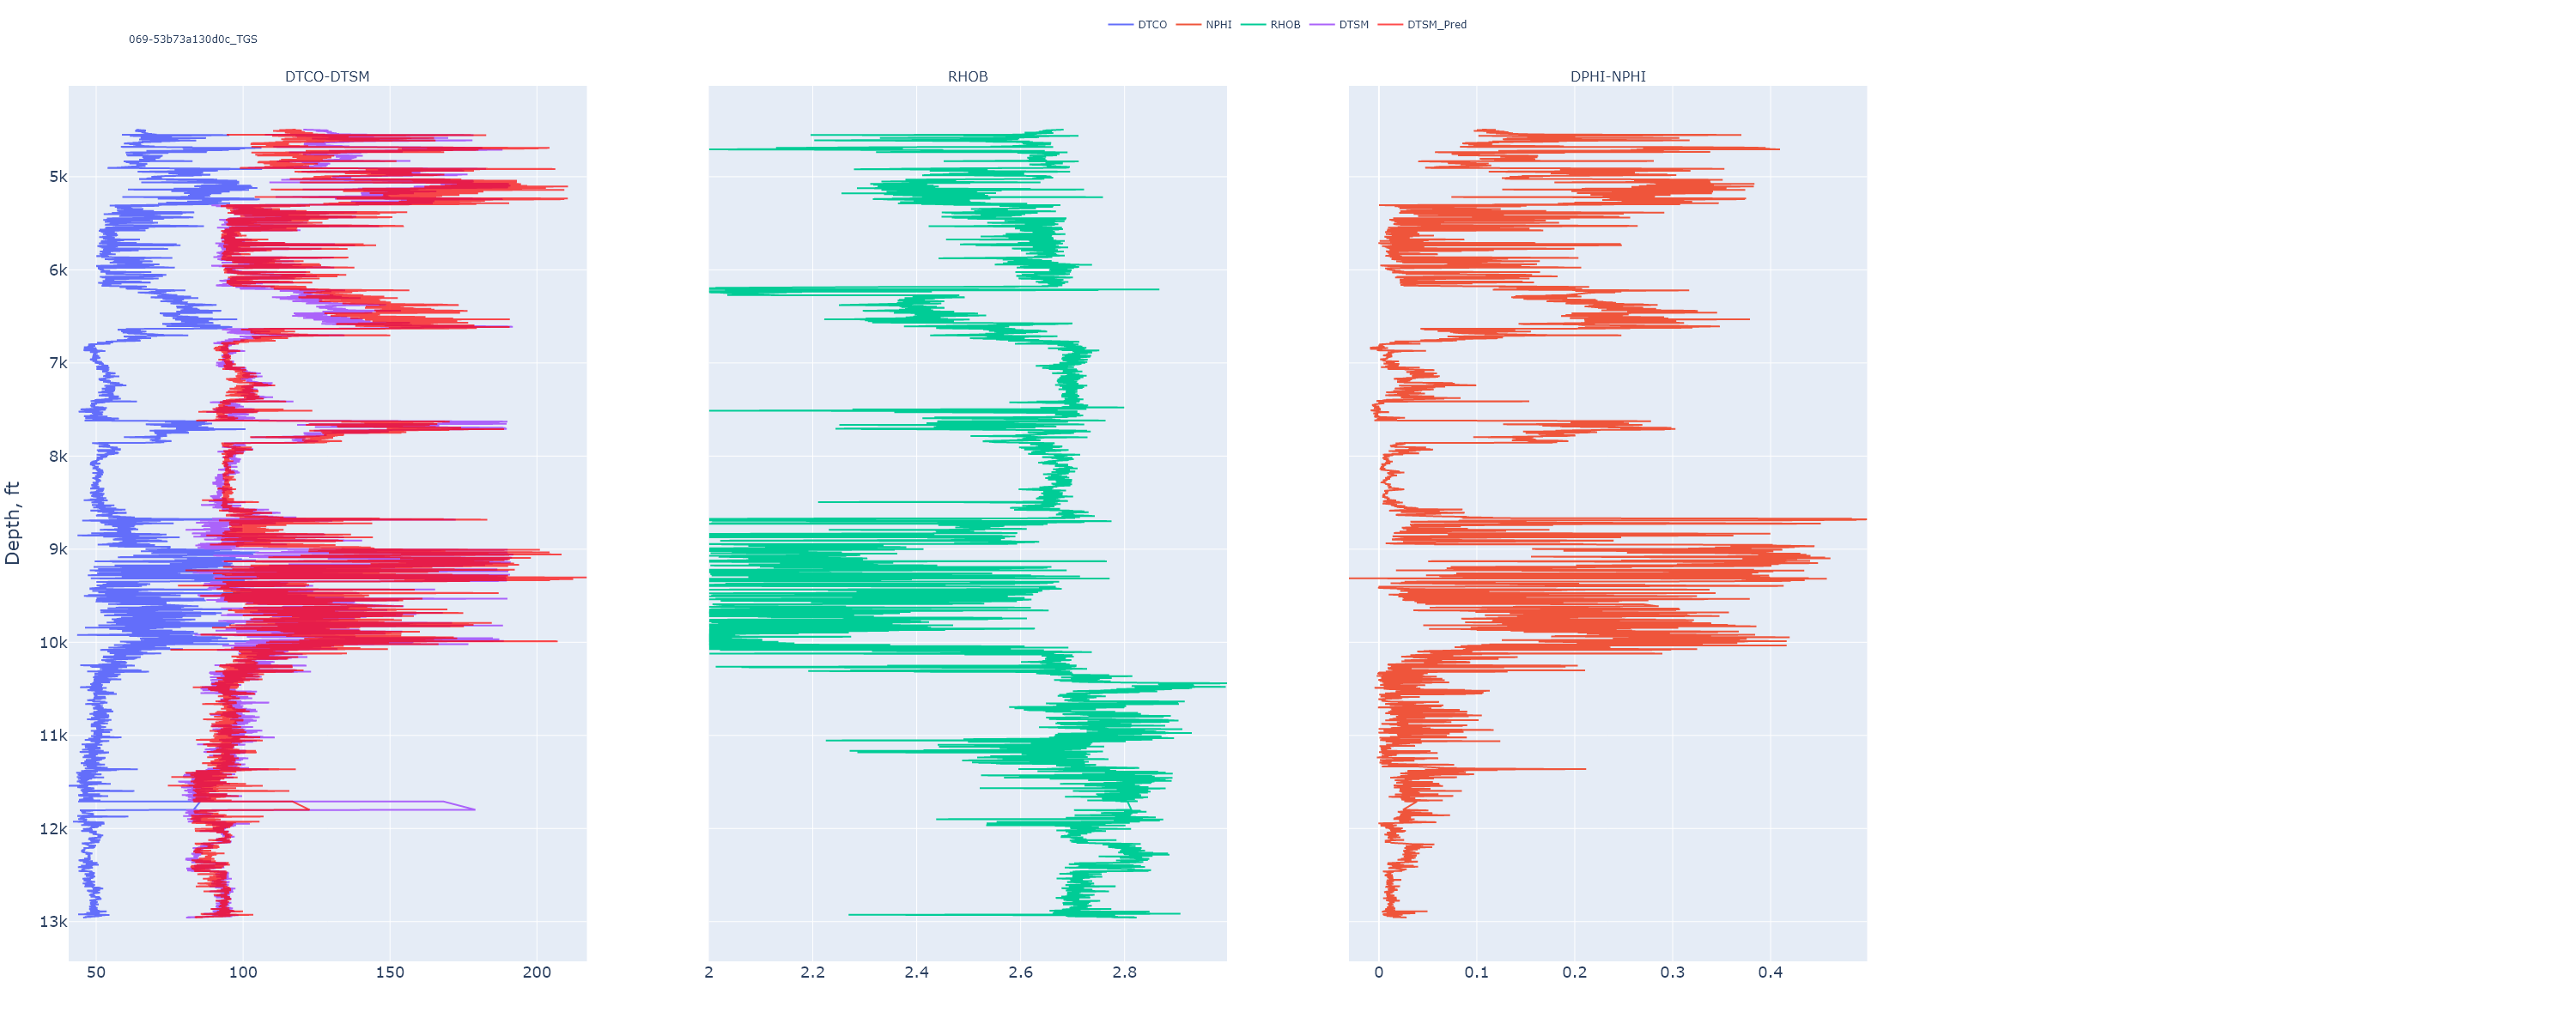 DTCO NPHI RHOB DTSM DTSM_Pred
069-53b73a130d0c_TGS
DTCO-DTSM RHOB DPHI-NPHI
5k
6k
7k
8k
9k
10k
11k
12k
13k
Depth, ft
50 100 150 200 2 2.2 2.4 2.6 2.8 0 0.1 0.2 0.3 0.4